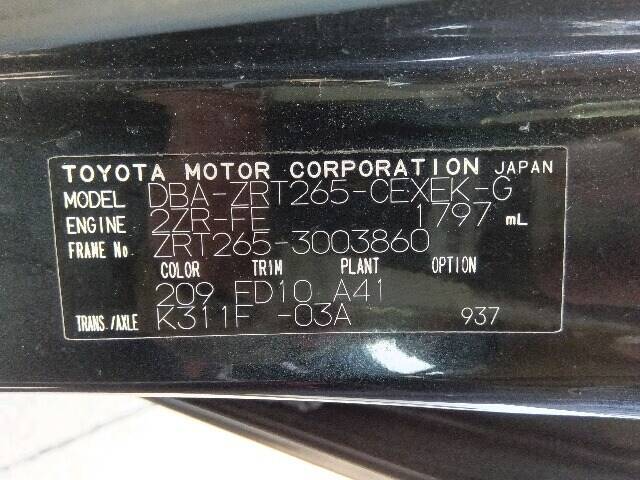 TOYOTA MOTOR CORPORATION JAPAN
MODEL DBA-ZRT265-CEXEK-G
ENGINE 2ZR-FE 1797 mL
FRAME No ZRT265-3003860
COLOR TRIM PLANT OPTION
209 FD10 A41
TRANS./AXLE K311F -03A 937